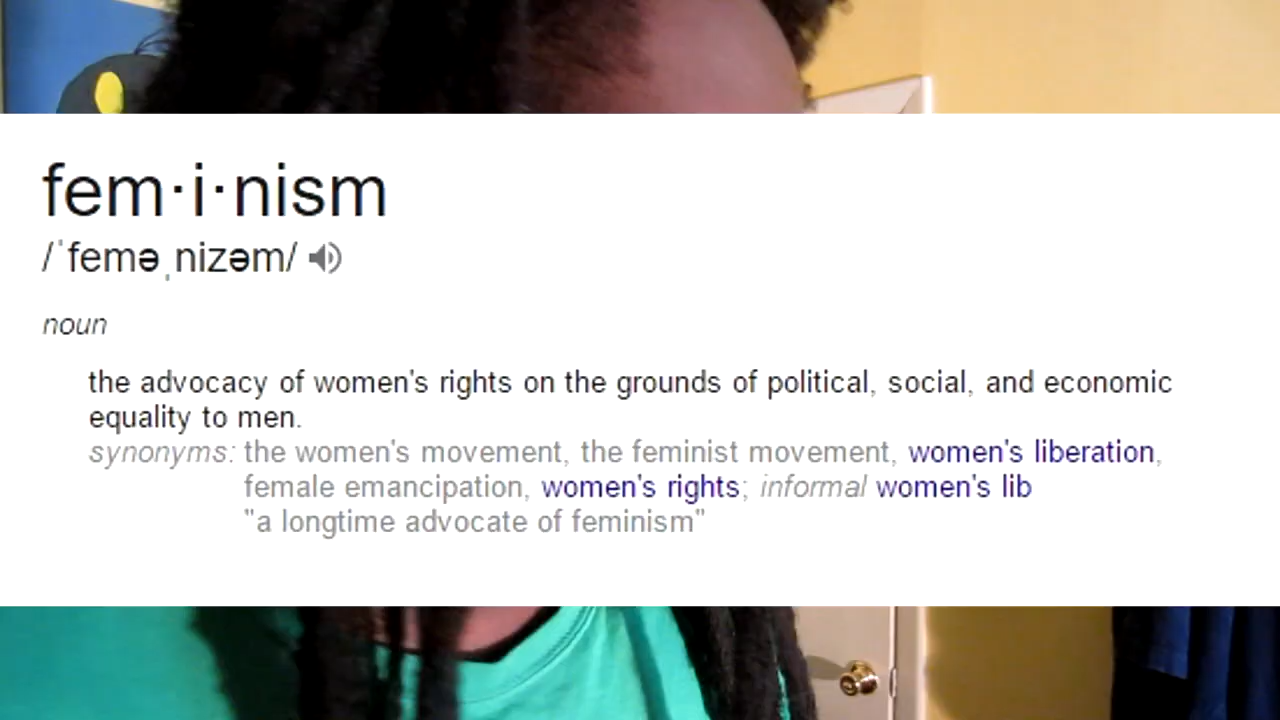 fem·i·nism
/ˈfeməˌnizəm/
noun
the advocacy of women's rights on the grounds of political, social, and economic
equality to men.
synonyms: the women's movement, the feminist movement, women's liberation,
female emancipation, women's rights; informal women's lib
"a longtime advocate of feminism"